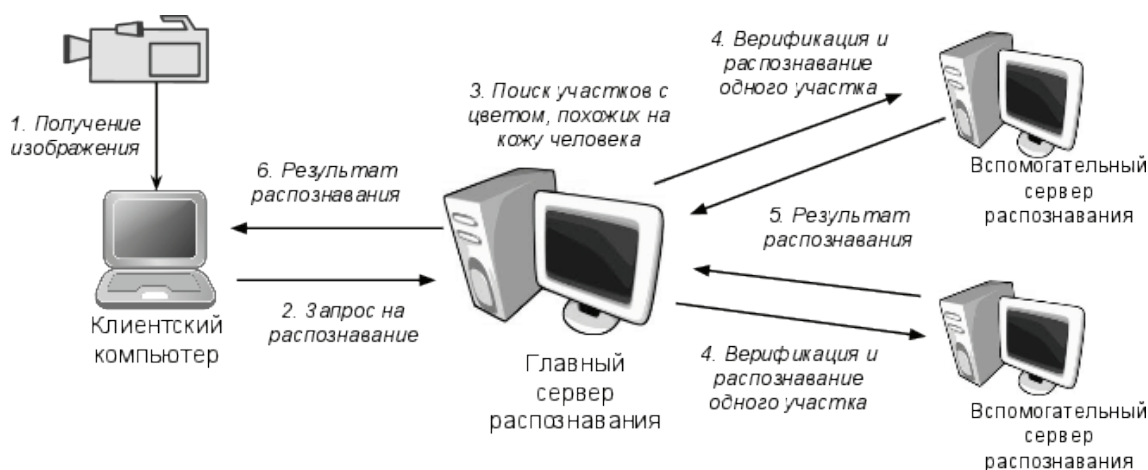 1. Получение
изображения
Клиентский
компьютер
2. Запрос на
распознавание
3. Поиск участков с
цветом, похожих на
кожу человека
Главный
сервер
распознавания
4. Верификация и
распознавание
одного участка
Вспомогательный
сервер
распознавания
5. Результат
распознавания
4. Верификация и
распознавание
одного участка
Вспомогательный
сервер
распознавания
6. Результат
распознавания